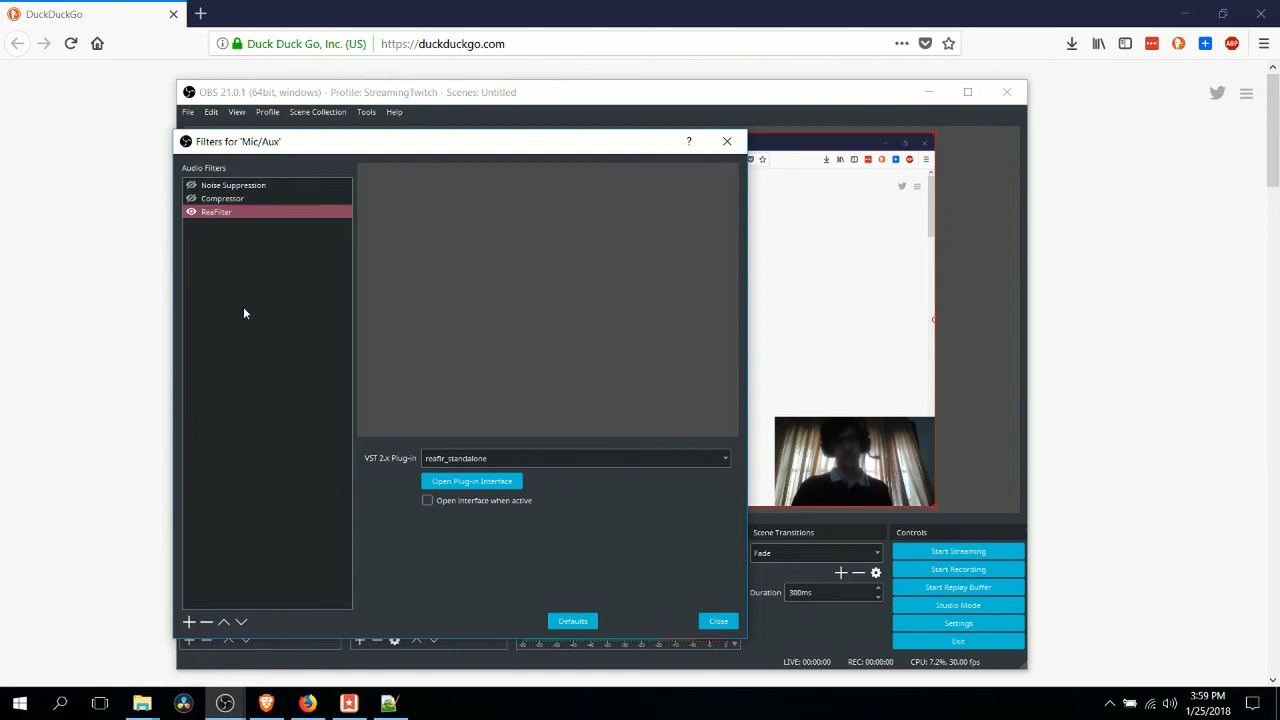 DuckDuckGo
Duck Duck Go, Inc. (US)
https://duckduckgo.com
ABP
OBS 21.0.1 (64bit, windows) - Profile: StreamingTwitch - Scenes: Untitled
File Edit View Profile Scene Collection Tools Help
Filters for 'Mic/Aux'
?
Audio Filters
Noise Suppression
Compressor
ReaFilter
VST 2.x Plug-in
reafir_standalone
Open Plug-in Interface
Open interface when active
Defaults
Close
Scene Transitions
Fade
Duration
300ms
Controls
Start Streaming
Start Recording
Start Replay Buffer
Studio Mode
Settings
Exit
LIVE: 00:00:00 REC: 00:00:00 CPU: 7.2%, 30.00 fps
3:59 PM
1/25/2018